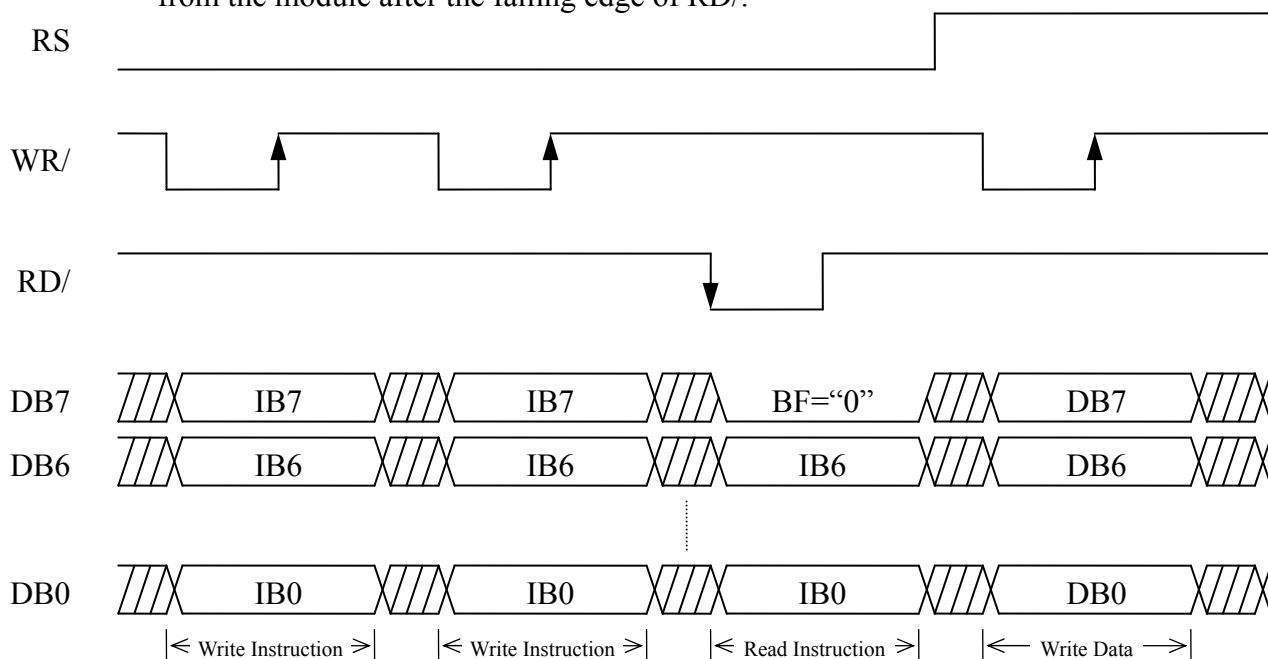 from the module after the falling edge of RD/.
RS
WR/
RD/
DB7 IB7 IB7 BF=“0” DB7
DB6 IB6 IB6 IB6 DB6
DB0 IB0 IB0 IB0 DB0
Write Instruction Write Instruction Read Instruction Write Data